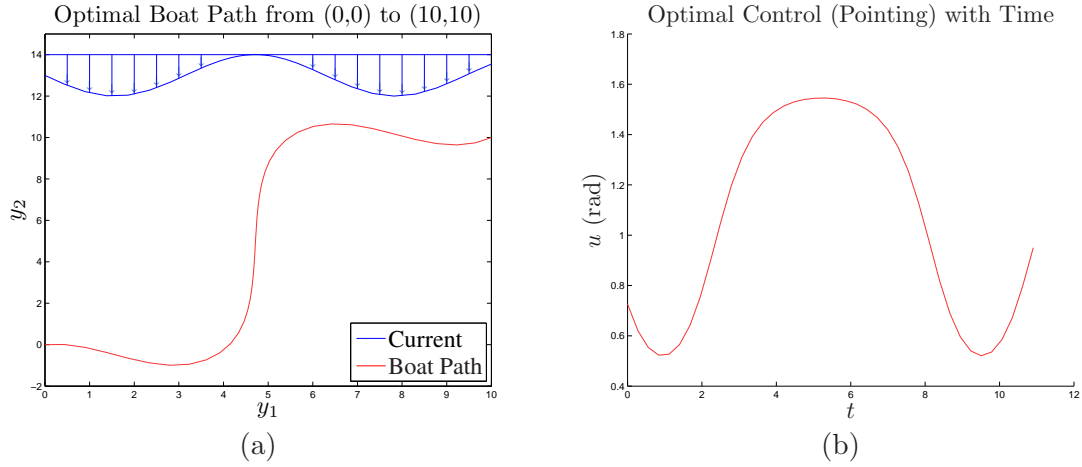 Optimal Boat Path from (0,0) to (10,10)
14
12
10
8
6
4
2
0
−2
y₂
0 1 2 3 4 5 6 7 8 9 10
y₁
Current
Boat Path
(a)
Optimal Control (Pointing) with Time
1.8
1.6
1.4
1.2
1
0.8
0.6
0.4
u (rad)
0 2 4 6 8 10 12
t
(b)